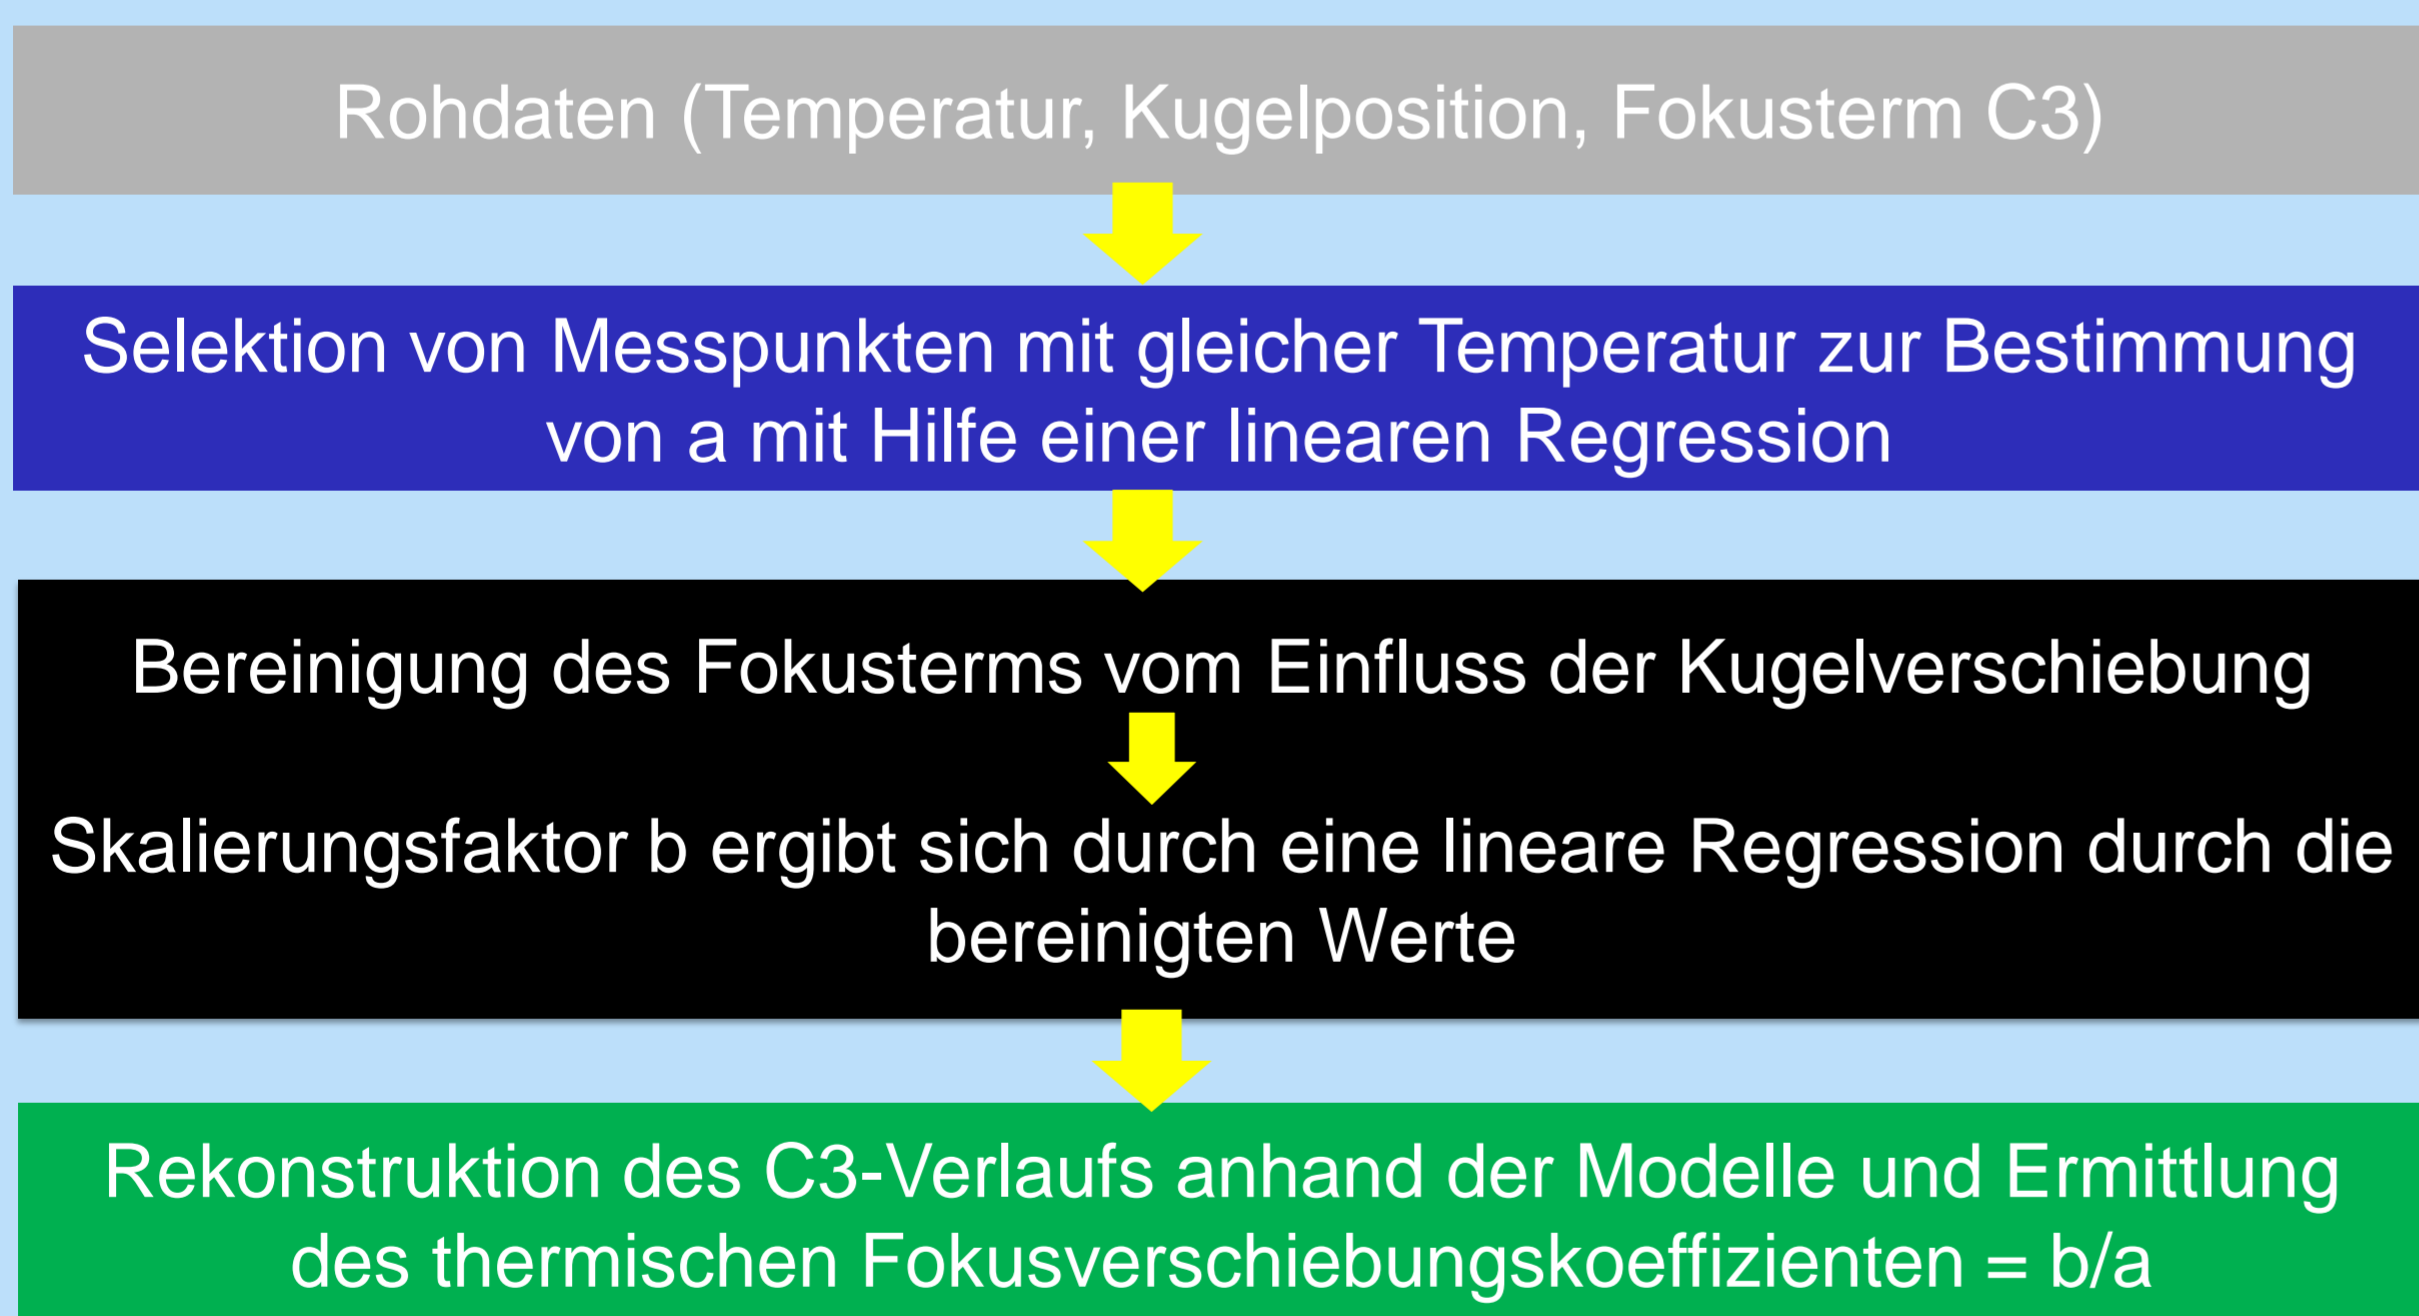 Rohdaten (Temperatur, Kugelposition, Fokusterm C3)
Selektion von Messpunkten mit gleicher Temperatur zur Bestimmung
von a mit Hilfe einer linearen Regression
Bereinigung des Fokusterms vom Einfluss der Kugelverschiebung
Skalierungsfaktor b ergibt sich durch eine lineare Regression durch die
bereinigten Werte
Rekonstruktion des C3-Verlaufs anhand der Modelle und Ermittlung
des thermischen Fokusverschiebungskoeffizienten = b/a